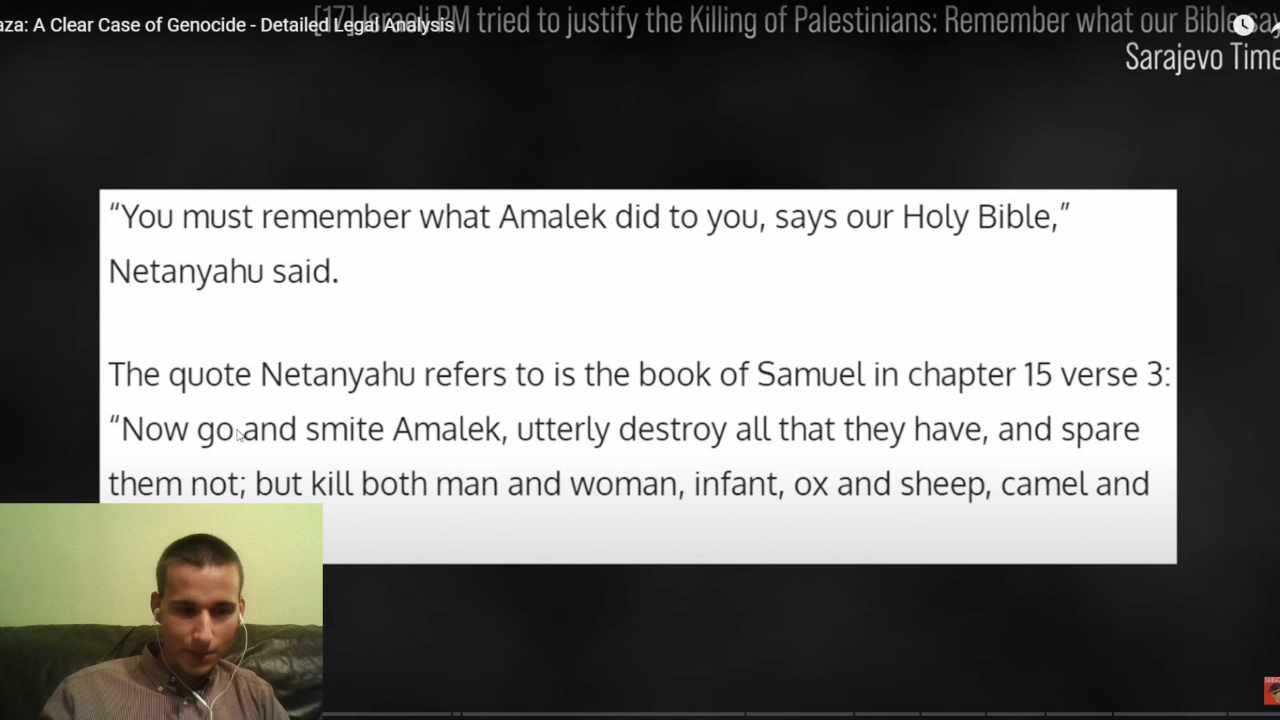 [17] Israeli PM tried to justify the Killing of Palestinians: Remember what our Bible say
aza: A Clear Case of Genocide - Detailed Legal Analysis
Sarajevo Time
“You must remember what Amalek did to you, says our Holy Bible,”
Netanyahu said.
The quote Netanyahu refers to is the book of Samuel in chapter 15 verse 3:
“Now go and smite Amalek, utterly destroy all that they have, and spare
them not; but kill both man and woman, infant, ox and sheep, camel and